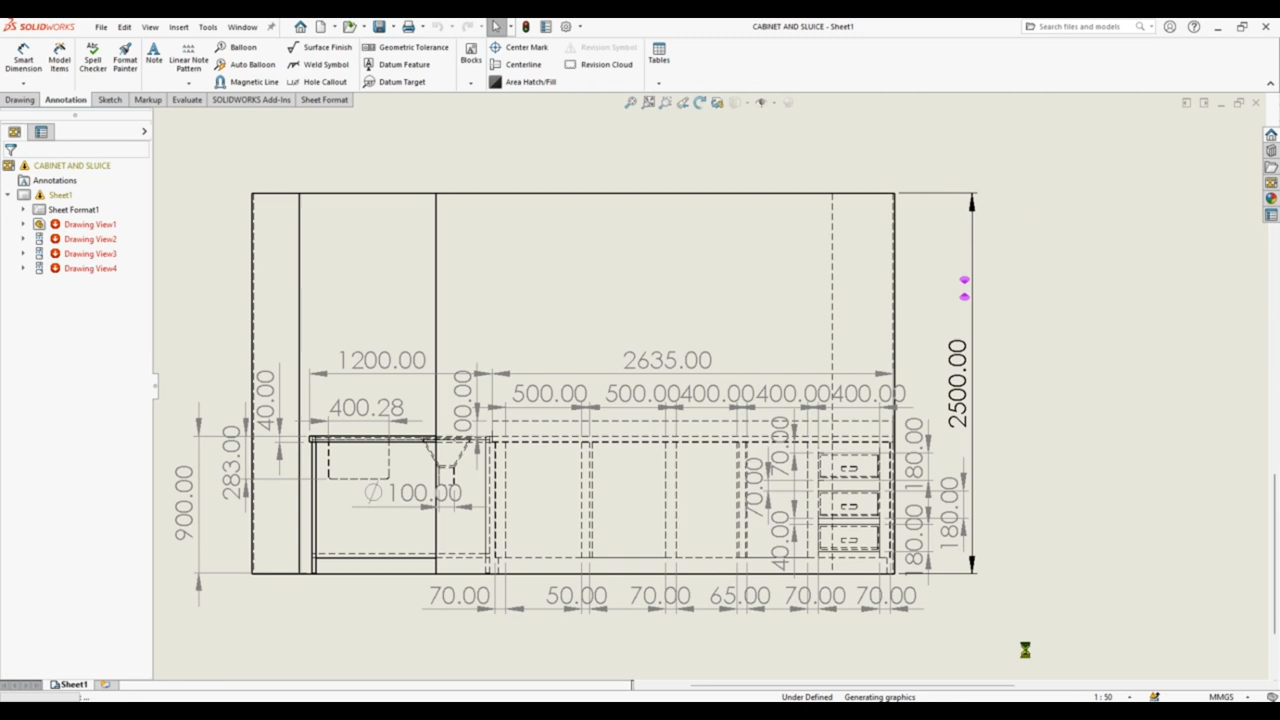 SOLIDWORKS File Edit View Insert Tools Window CABINET AND SLUICE - Sheet1 Search files and models
Smart Dimension
Model Items
Spell Checker
Format Painter
Note
Linear Note Pattern
Balloon
Auto Balloon
Magnetic Line
Surface Finish
Weld Symbol
Hole Callout
Geometric Tolerance
Datum Feature
Datum Target
Blocks
Center Mark
Centerline
Area Hatch/Fill
Revision Symbol
Revision Cloud
Tables
Drawing Annotation Sketch Markup Evaluate SOLIDWORKS Add-Ins Sheet Format
CABINET AND SLUICE
Annotations
Sheet1
Sheet Format1
Drawing View1
Drawing View2
Drawing View3
Drawing View4
1200.00 2635.00
2500.00
500.00 500.00 400.00 400.00 400.00
40.00
400.28
00.00
283.00
900.00
Ø 100.00
70.00
70.00
40.00
180.00
180.00
180.00
70.00 50.00 70.00 65.00 70.00 70.00
Sheet1
Under Defined Generating graphics 1:50 MMGS